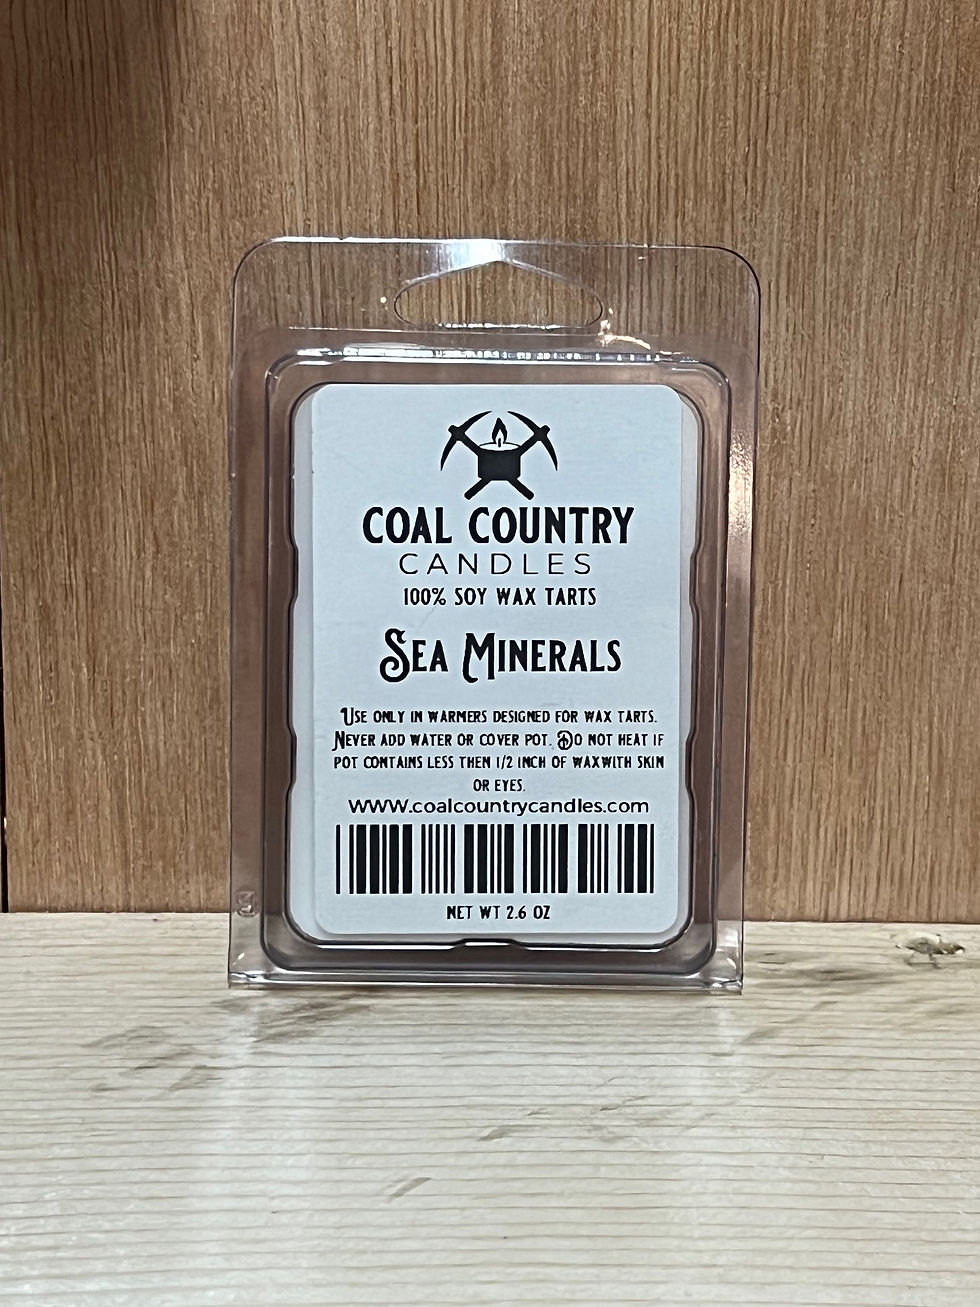 COAL COUNTRY
CANDLES
100% SOY WAX TARTS
SEA MINERALS
USE ONLY IN WARMERS DESIGNED FOR WAX TARTS.
NEVER ADD WATER OR COVER POT. DO NOT HEAT IF
POT CONTAINS LESS THEN 1/2 INCH OF WAXWITH SKIN
OR EYES.
WWW.coalcountrycandles.com
NET WT 2.6 OZ